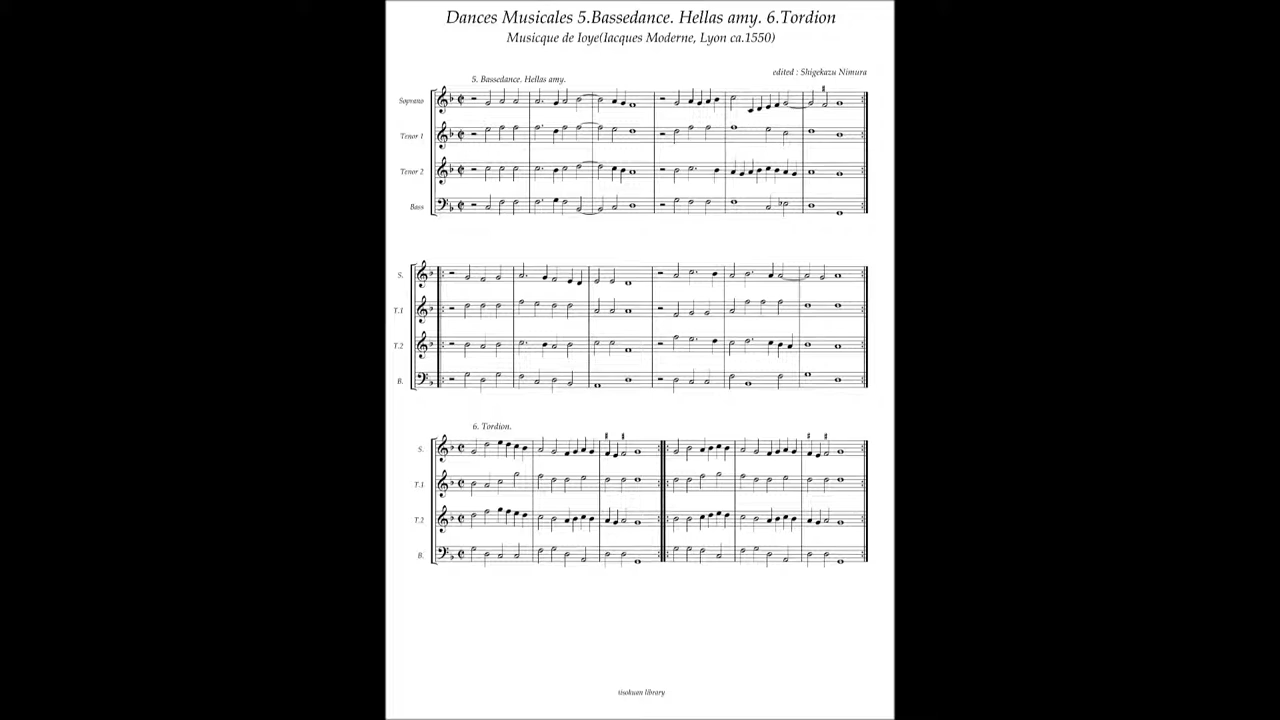 Dances Musicales 5.Bassedance. Hellas amy. 6.Tordion
Musicque de Ioye(Iacques Moderne, Lyon ca.1550)
edited : Shigekazu Nimura
5. Bassedance. Hellas amy.
Soprano
Tenor 1
Tenor 2
Bass
S.
T.1
T.2
B.
6. Tordion.
S.
T.1
T.2
B.
library